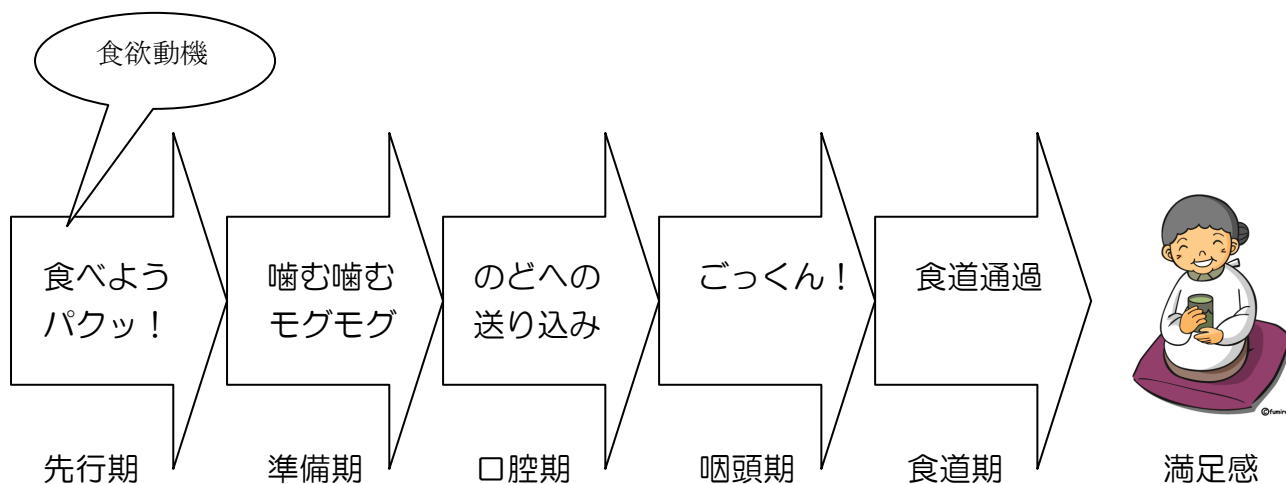 食欲動機
食べよう
パクッ！
噛む噛む
モグモグ
のどへの
送り込み
ごっくん！
食道通過
先行期
準備期
口腔期
咽頭期
食道期
満足感